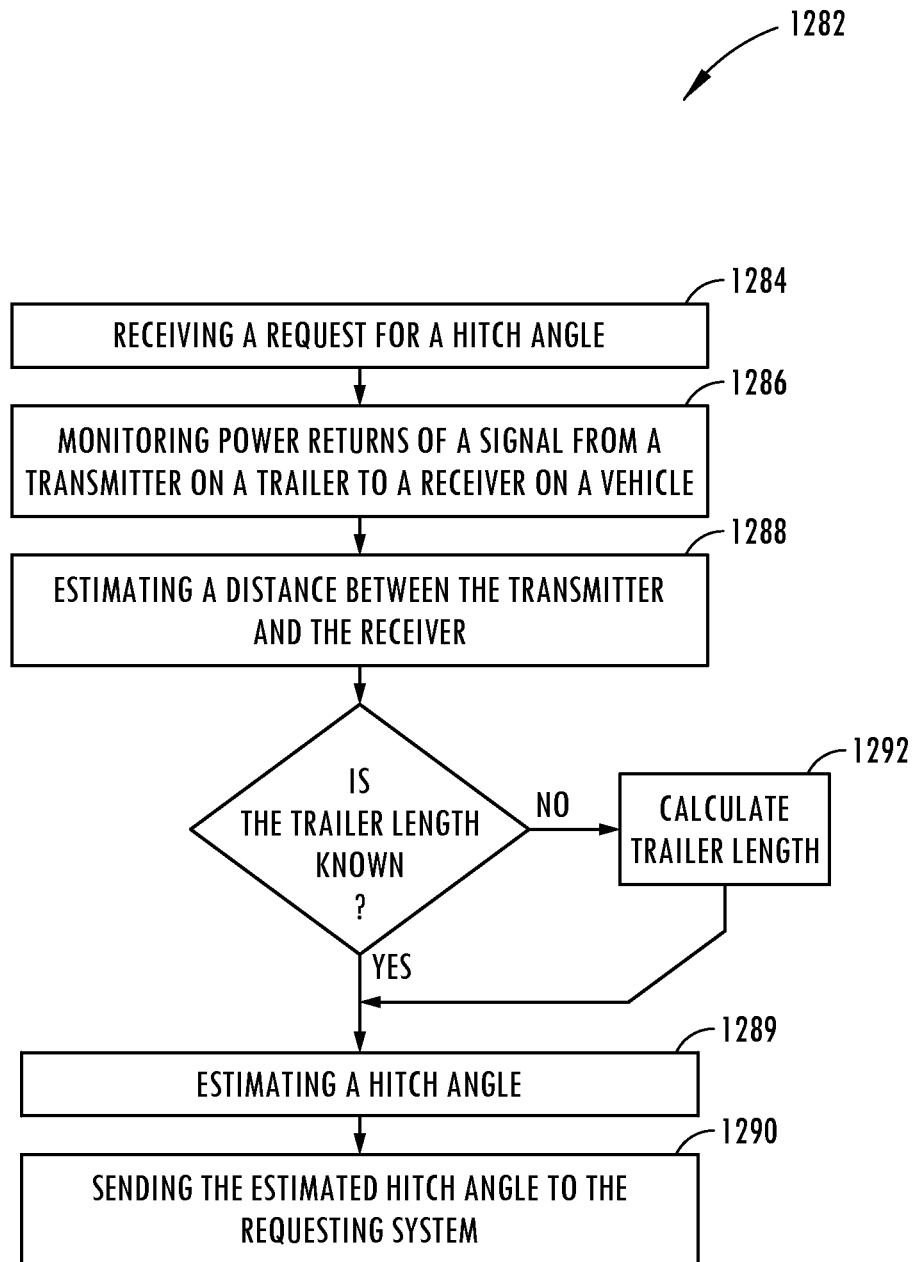 1282
1284
RECEIVING A REQUEST FOR A HITCH ANGLE
1286
MONITORING POWER RETURNS OF A SIGNAL FROM A
TRANSMITTER ON A TRAILER TO A RECEIVER ON A VEHICLE
1288
ESTIMATING A DISTANCE BETWEEN THE TRANSMITTER
AND THE RECEIVER
IS
THE TRAILER LENGTH
KNOWN
?
NO
1292
CALCULATE
TRAILER LENGTH
YES
1289
ESTIMATING A HITCH ANGLE
1290
SENDING THE ESTIMATED HITCH ANGLE TO THE
REQUESTING SYSTEM